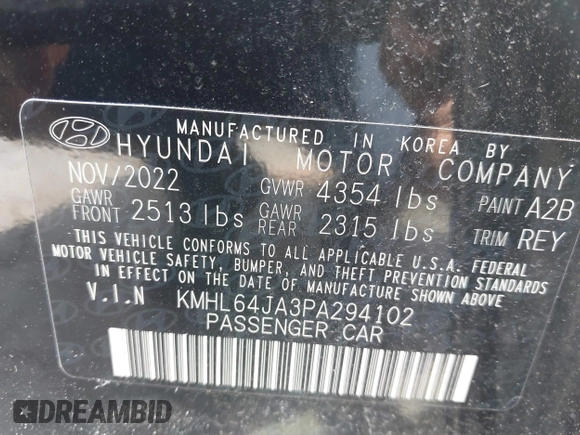 MANUFACTURED IN KOREA BY
HYUNDAI MOTOR COMPANY
NOV/2022 GVWR 4354 lbs PAINT A2B
GAWR FRONT 2513 lbs GAWR REAR 2315 lbs TRIM REY
THIS VEHICLE CONFORMS TO ALL APPLICABLE U.S.A. FEDERAL
MOTOR VEHICLE SAFETY, BUMPER, AND THEFT PREVENTION STANDARDS
IN EFFECT ON THE DATE OF MANUFACTURE SHOWN ABOVE.
V.I.N KMHL64JA3PA294102
PASSENGER CAR
DREAMBID